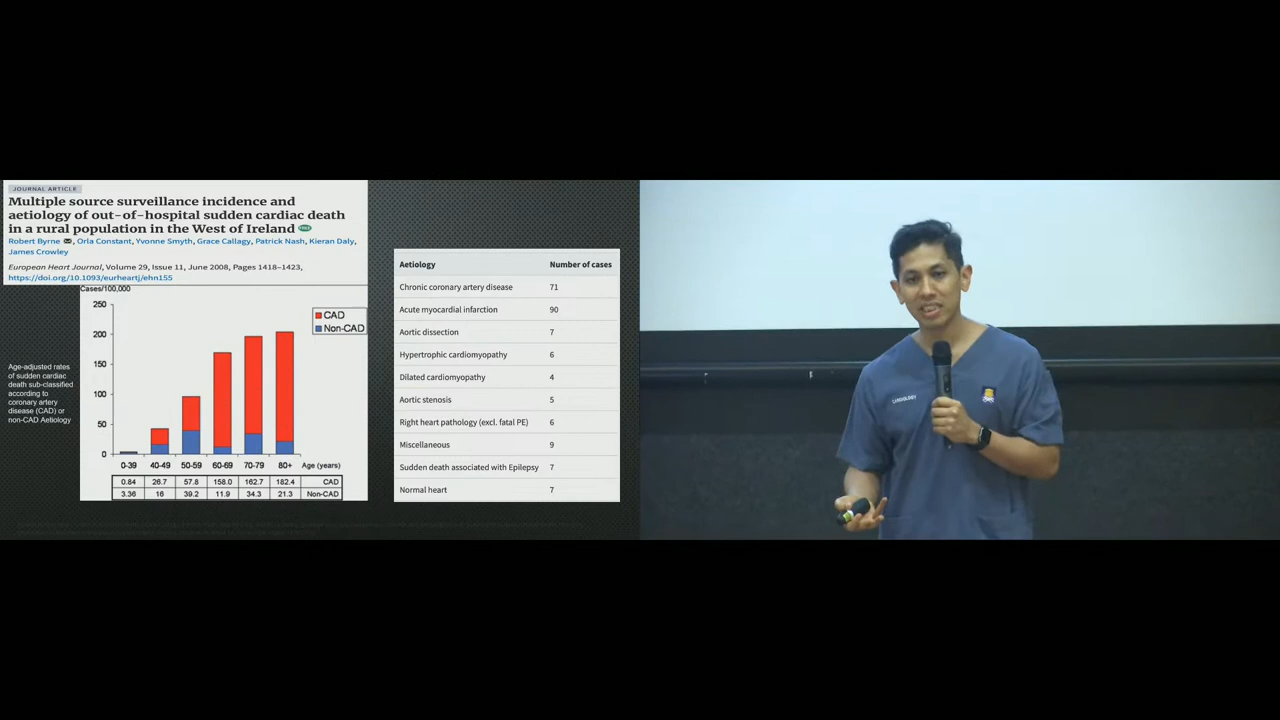 JOURNAL ARTICLE
Multiple source surveillance incidence and
aetiology of out-of-hospital sudden cardiac death
in a rural population in the West of Ireland FREE
Robert Byrne, Orla Constant, Yvonne Smyth, Grace Callagy, Patrick Nash, Kieran Daly,
James Crowley
European Heart Journal, Volume 29, Issue 11, June 2008, Pages 1418–1423,
https://doi.org/10.1093/eurheartj/ehn155
Cases/100,000
250
200
150
100
50
0
CAD
Non-CAD
0-39 40-49 50-59 60-69 70-79 80+ Age (years)
0.84 26.7 57.8 158.0 162.7 182.4 CAD
3.36 16 39.2 11.9 34.3 21.3 Non-CAD
Age-adjusted rates
of sudden cardiac
death sub-classified
according to
coronary artery
disease (CAD) or
non-CAD Aetiology
Aetiology Number of cases
Chronic coronary artery disease 71
Acute myocardial infarction 90
Aortic dissection 7
Hypertrophic cardiomyopathy 6
Dilated cardiomyopathy 4
Aortic stenosis 5
Right heart pathology (excl. fatal PE) 6
Miscellaneous 9
Sudden death associated with Epilepsy 7
Normal heart 7
CARDIOLOGY